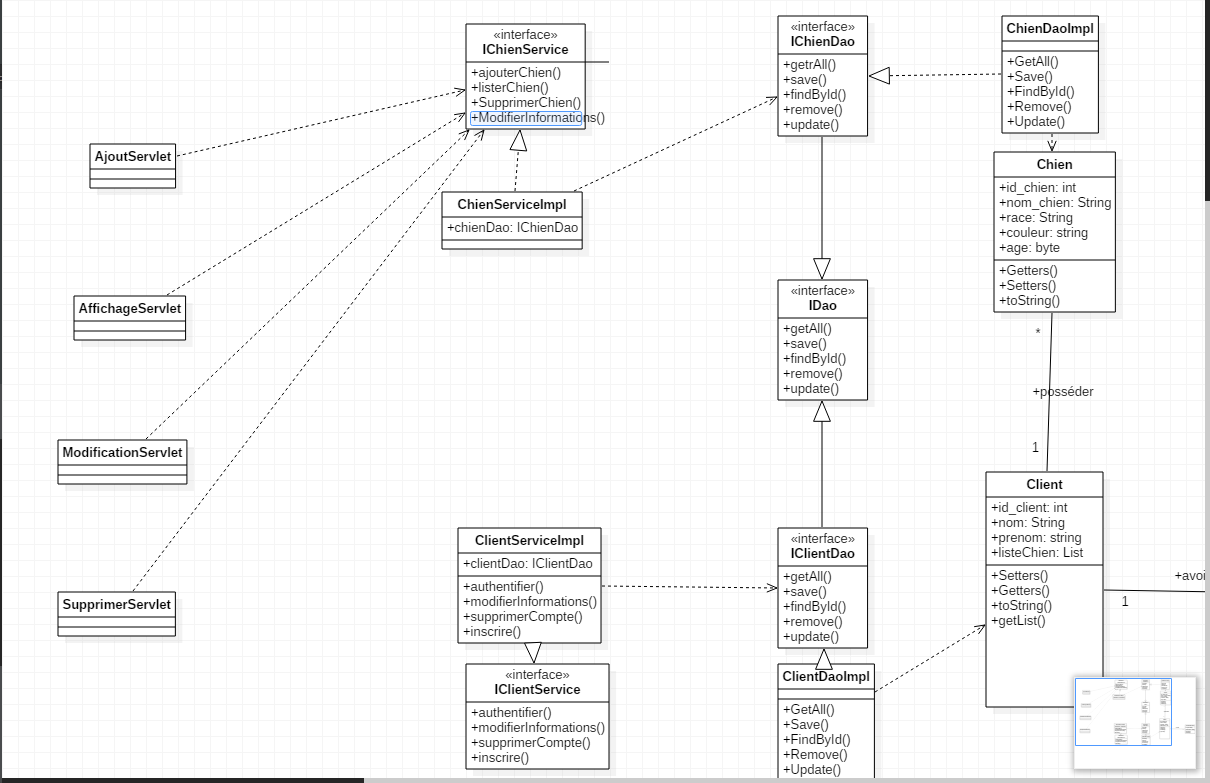 «interface»
IChienService
+ajouterChien()
+listerChien()
+SupprimerChien()
+ModifierInformations()
«interface»
IChienDao
+getrAll()
+save()
+findById()
+remove()
+update()
ChienDaoImpl
+GetAll()
+Save()
+FindById()
+Remove()
+Update()
AjoutServlet
ChienServiceImpl
+chienDao: IChienDao
Chien
+id_chien: int
+nom_chien: String
+race: String
+couleur: string
+age: byte
+Getters()
+Setters()
+toString()
AffichageServlet
«interface»
IDao
+getAll()
+save()
+findById()
+remove()
+update()
*
+posséder
1
ModificationServlet
SupprimerServlet
ClientServiceImpl
+clientDao: IClientDao
+authentifier()
+modifierInformations()
+supprimerCompte()
+inscrire()
«interface»
IClientService
+authentifier()
+modifierInformations()
+supprimerCompte()
+inscrire()
«interface»
IClientDao
+getAll()
+save()
+findById()
+remove()
+update()
ClientDaoImpl
+GetAll()
+Save()
+FindById()
+Remove()
+Update()
Client
+id_client: int
+nom: String
+prenom: string
+listeChien: List
+Setters()
+Getters()
+toString()
+getList()
+avoi
1